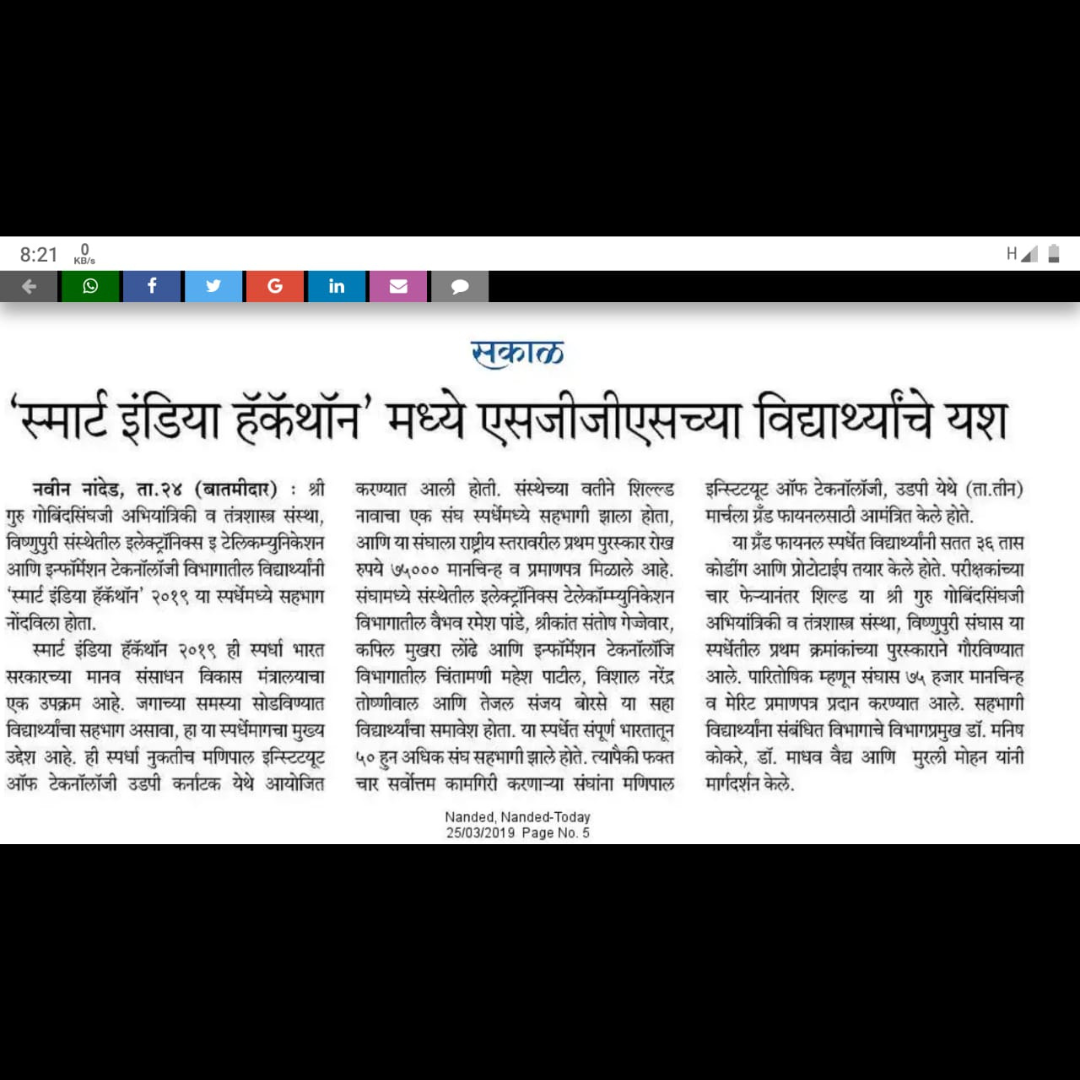 8:21 0 KB/s H
f G in
सकाळ
‘स्मार्ट इंडिया हॅकॅथॉन’ मध्ये एसजीजीएसच्या विद्यार्थ्यांचे यश
नवीन नांदेड, ता.२४ (बातमीदार) : श्री
गुरु गोबिंदसिंघजी अभियांत्रिकी व तंत्रशास्त्र संस्था,
विष्णुपुरी संस्थेतील इलेक्ट्रॉनिक्स इ टेलिकम्युनिकेशन
आणि इन्फॉर्मेशन टेकनॉलॉजी विभागातील विद्यार्थ्यांनी
‘स्मार्ट इंडिया हॅकॅथॉन’ २०१९ या स्पर्धेमध्ये सहभाग
नोंदविला होता.
स्मार्ट इंडिया हॅकॅथॉन २०१९ ही स्पर्धा भारत
सरकारच्या मानव संसाधन विकास मंत्रालयाचा
एक उपक्रम आहे. जगाच्या समस्या सोडविण्यात
विद्यार्थ्यांचा सहभाग असावा, हा या स्पर्धेमागचा मुख्य
उद्देश आहे. ही स्पर्धा नुकतीच मणिपाल इन्स्टिटयूट
ऑफ टेकनॉलॉजी उडपी कर्नाटक येथे आयोजित
करण्यात आली होती. संस्थेच्या वतीने शिल्ल्ड
नावाचा एक संघ स्पर्धेमध्ये सहभागी झाला होता,
आणि या संघाला राष्ट्रीय स्तरावरील प्रथम पुरस्कार रोख
रुपये ७५००० मानचिन्ह व प्रमाणपत्र मिळाले आहे.
संघामध्ये संस्थेतील इलेक्ट्रॉनिक्स टेलेकॉम्म्युनिकेशन
विभागातील वैभव रमेश पांडे, श्रीकांत संतोष गेज्जेवार,
कपिल मुखरा लोंढे आणि इन्फॉर्मेशन टेकनॉलॉजि
विभागातील चिंतामणी महेश पाटील, विशाल नरेंद्र
तोष्णीवाल आणि तेजल संजय बोरसे या सहा
विद्यार्थ्यांचा समावेश होता. या स्पर्धेत संपूर्ण भारतातून
५० हुन अधिक संघ सहभागी झाले होते. त्यापैकी फक्त
चार सर्वोत्तम कामगिरी करणाऱ्या संघांना मणिपाल
इन्स्टिटयूट ऑफ टेकनॉलॉजी, उडपी येथे (ता.तीन)
मार्चला ग्रँड फायनलसाठी आमंत्रित केले होते.
या ग्रँड फायनल स्पर्धेत विद्यार्थ्यांनी सतत ३६ तास
कोडींग आणि प्रोटोटाईप तयार केले होते. परीक्षकांच्या
चार फेऱ्यानंतर शिल्ड या श्री गुरु गोबिंदसिंघजी
अभियांत्रिकी व तंत्रशास्त्र संस्था, विष्णुपुरी संघास या
स्पर्धेतील प्रथम क्रमांकांच्या पुरस्काराने गौरविण्यात
आले. पारितोषिक म्हणून संघास ७५ हजार मानचिन्ह
व मेरिट प्रमाणपत्र प्रदान करण्यात आले. सहभागी
विद्यार्थ्यांना संबंधित विभागाचे विभागप्रमुख डॉ. मनिष
कोकरे, डॉ. माधव वैद्य आणि मुरली मोहन यांनी
मार्गदर्शन केले.
Nanded, Nanded-Today
25/03/2019 Page No. 5